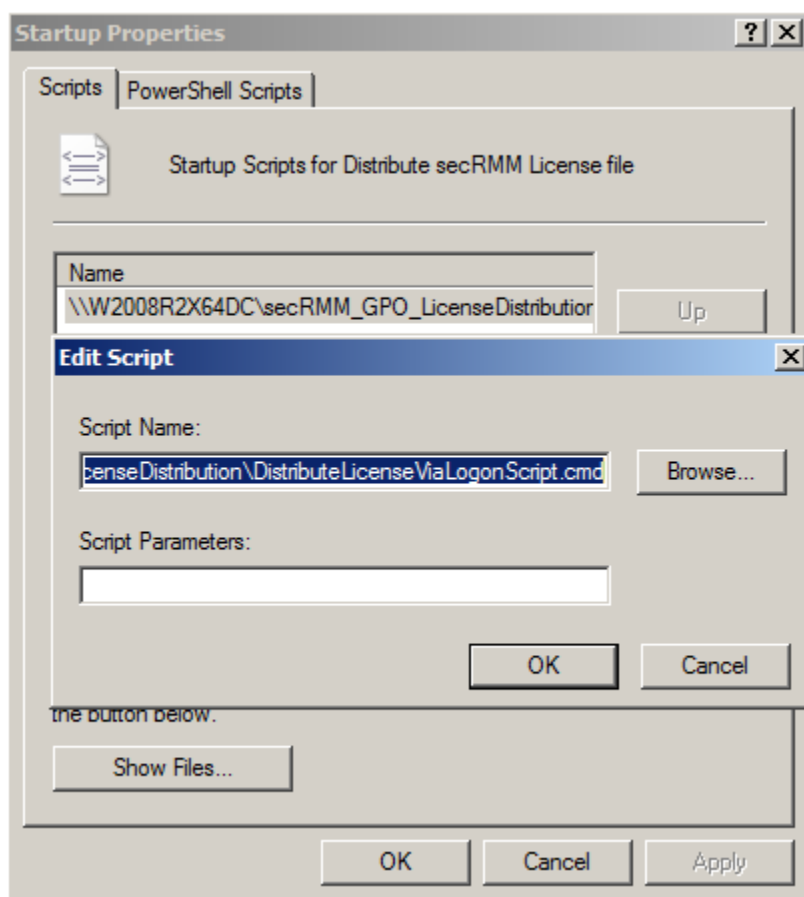 Startup Properties
Scripts
PowerShell Scripts
Startup Scripts for Distribute secRMM License file
Name
\\W2008R2X64DC\secRMM_GPO_LicenseDistribution
Up
Edit Script
Script Name:
censeDistribution\DistributeLicenseViaLogonScript.cmd
Browse...
Script Parameters:
OK
Cancel
the button below.
Show Files...
OK
Cancel
Apply